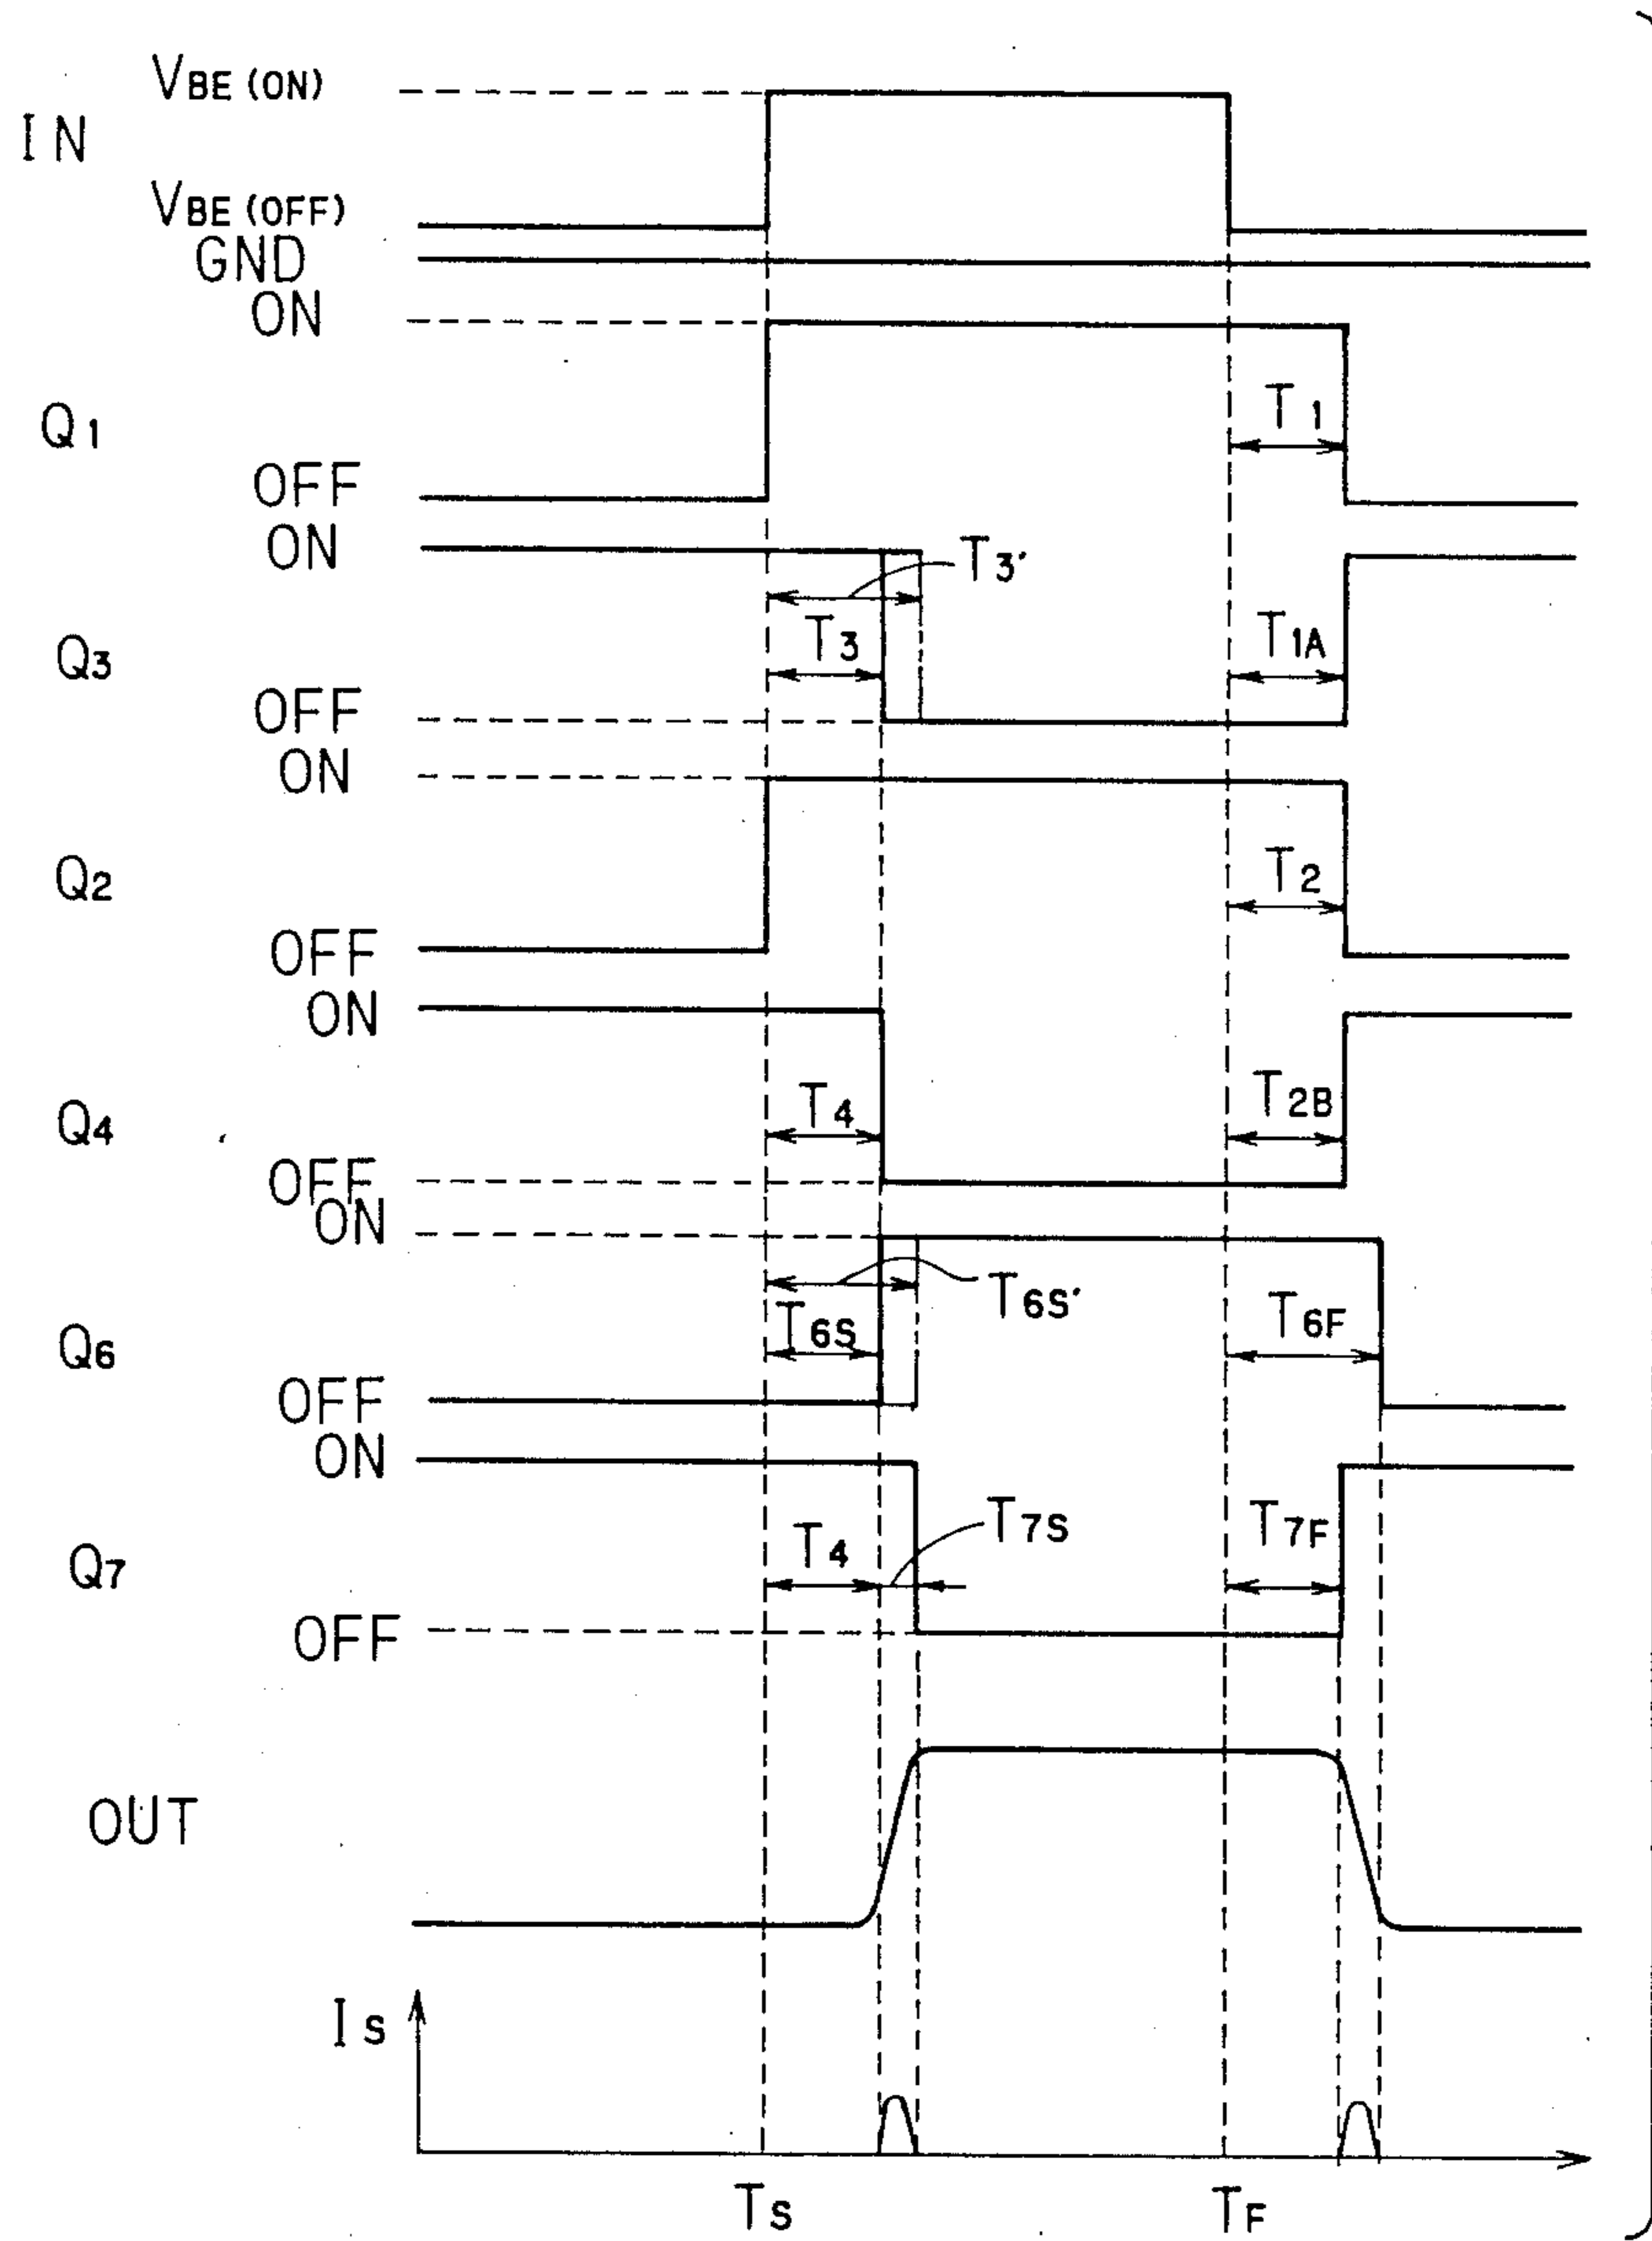 VBE (ON)
IN
VBE (OFF)
GND
ON
Q1
T1
OFF
ON
T3'
Q3
T3
T1A
OFF
ON
Q2
T2
OFF
ON
Q4
T4
T2B
OFF
ON
T6S'
Q6
T6S
T6F
OFF
ON
T7S
Q7
T4
T7F
OFF
OUT
IS
TS
TF